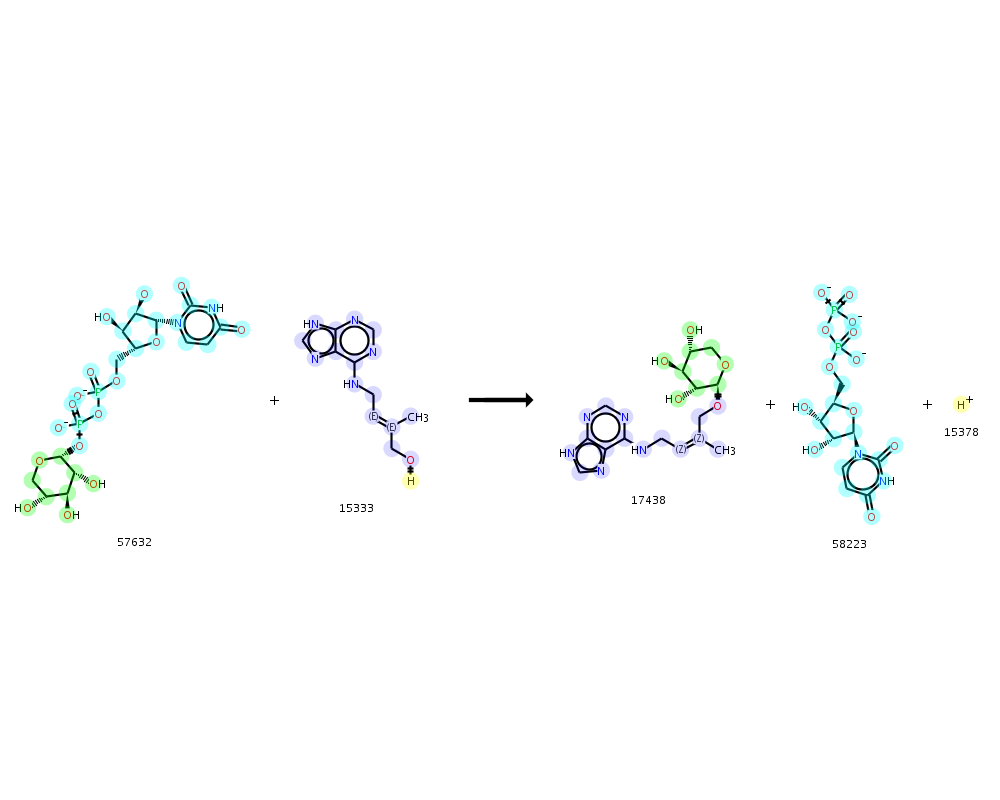 O
O
NH
HO
N
O
O
O
O
P
O⁻
O
P
O⁻
O
O
O
OH
HO
OH
57632
+
HN
N
N
N
HN
(E)
(E)
CH3
O
H
15333
OH
HO
O
HO
O
N
N
HN
N
HN
(Z)
(Z)
CH3
17438
+
O⁻
O
P
O⁻
O
O
P
O⁻
O
HO
O
HO
N
O
NH
O
58223
+
H⁺
15378